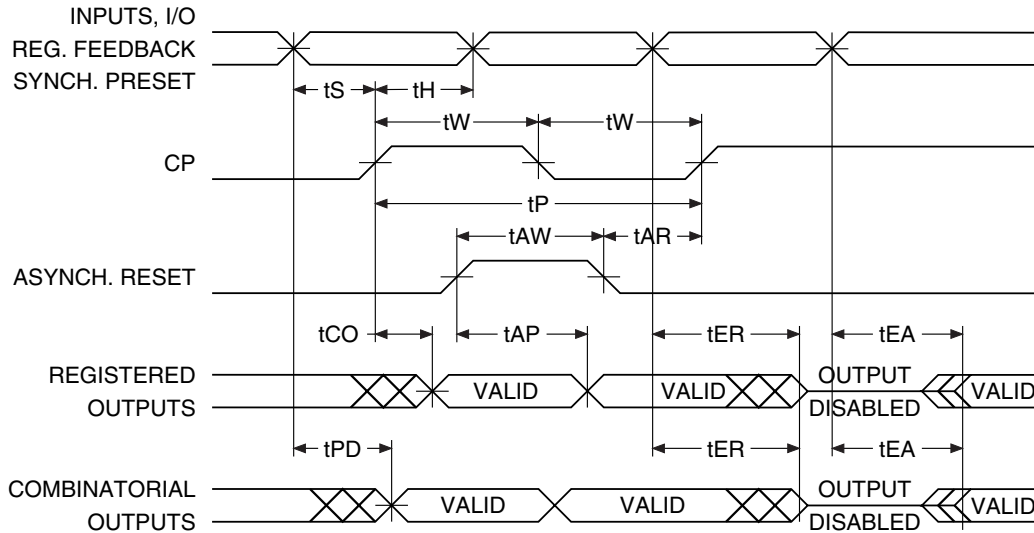 INPUTS, I/O
REG. FEEDBACK
SYNCH. PRESET
tS tH
tW tW
CP
tP
tAW tAR
ASYNCH. RESET
tCO tAP tER tEA
REGISTERED OUTPUTS
VALID VALID OUTPUT DISABLED VALID
tPD tER tEA
COMBINATORIAL OUTPUTS
VALID VALID OUTPUT DISABLED VALID